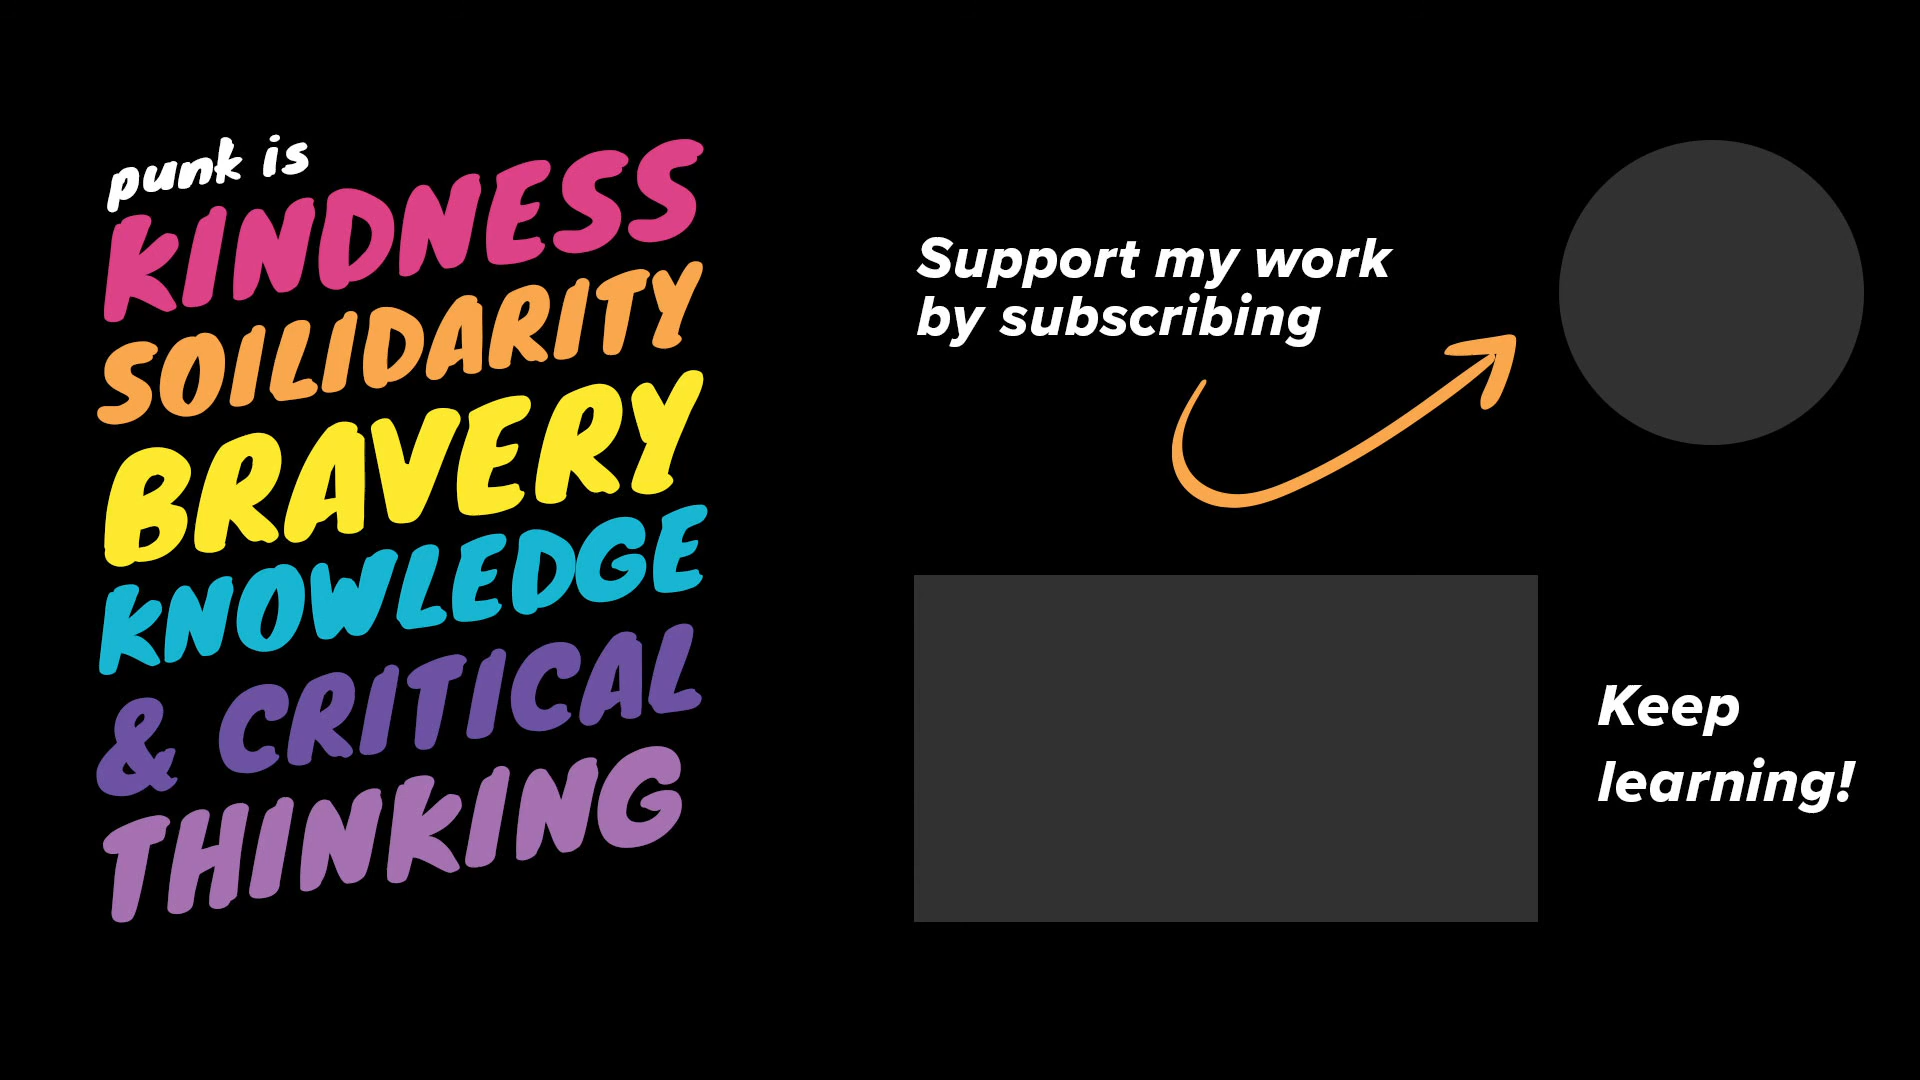 punk is
KINDNESS
SOILIDARITY
BRAVERY
KNOWLEDGE
& CRITICAL
THINKING
Support my work
by subscribing
Keep
learning!